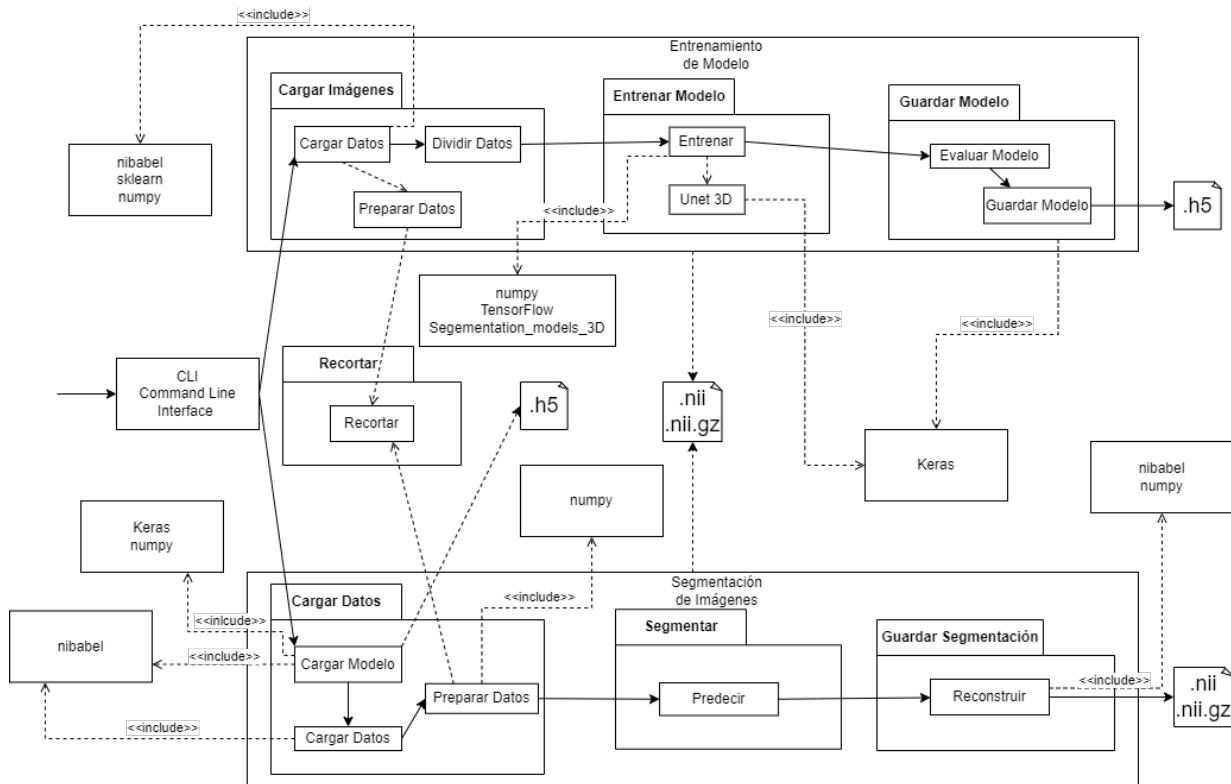 <<include>>
Entrenamiento
de Modelo
Cargar Imágenes
Entrenar Modelo
Guardar Modelo
Cargar Datos
Dividir Datos
Entrenar
Evaluar Modelo
nibabel
sklearn
numpy
Preparar Datos
<<include>>
Unet 3D
Guardar Modelo
.h5
numpy
TensorFlow
Segementation_models_3D
<<include>>
<<include>>
CLI
Command Line
Interface
Recortar
Recortar
.h5
.nii
.nii.gz
Keras
nibabel
numpy
Keras
numpy
numpy
Segmentación
de Imágenes
Cargar Datos
<<inlcude>>
<<include>>
Segmentar
Guardar Segmentación
nibabel
<<include>>
Cargar Modelo
Preparar Datos
Predecir
Reconstruir
<<include>>
.nii
.nii.gz
<<include>>
Cargar Datos